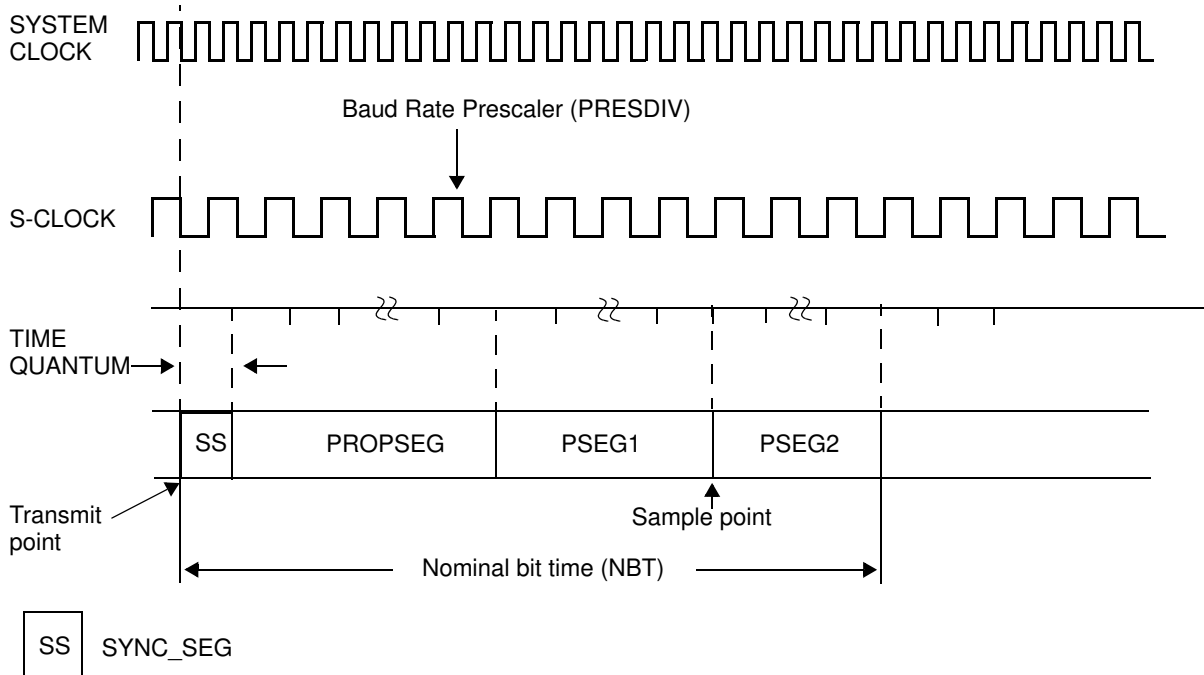 SYSTEM
CLOCK
Baud Rate Prescaler (PRESDIV)
S-CLOCK
TIME
QUANTUM
SS
PROPSEG
PSEG1
PSEG2
Transmit
point
Sample point
Nominal bit time (NBT)
SS
SYNC_SEG